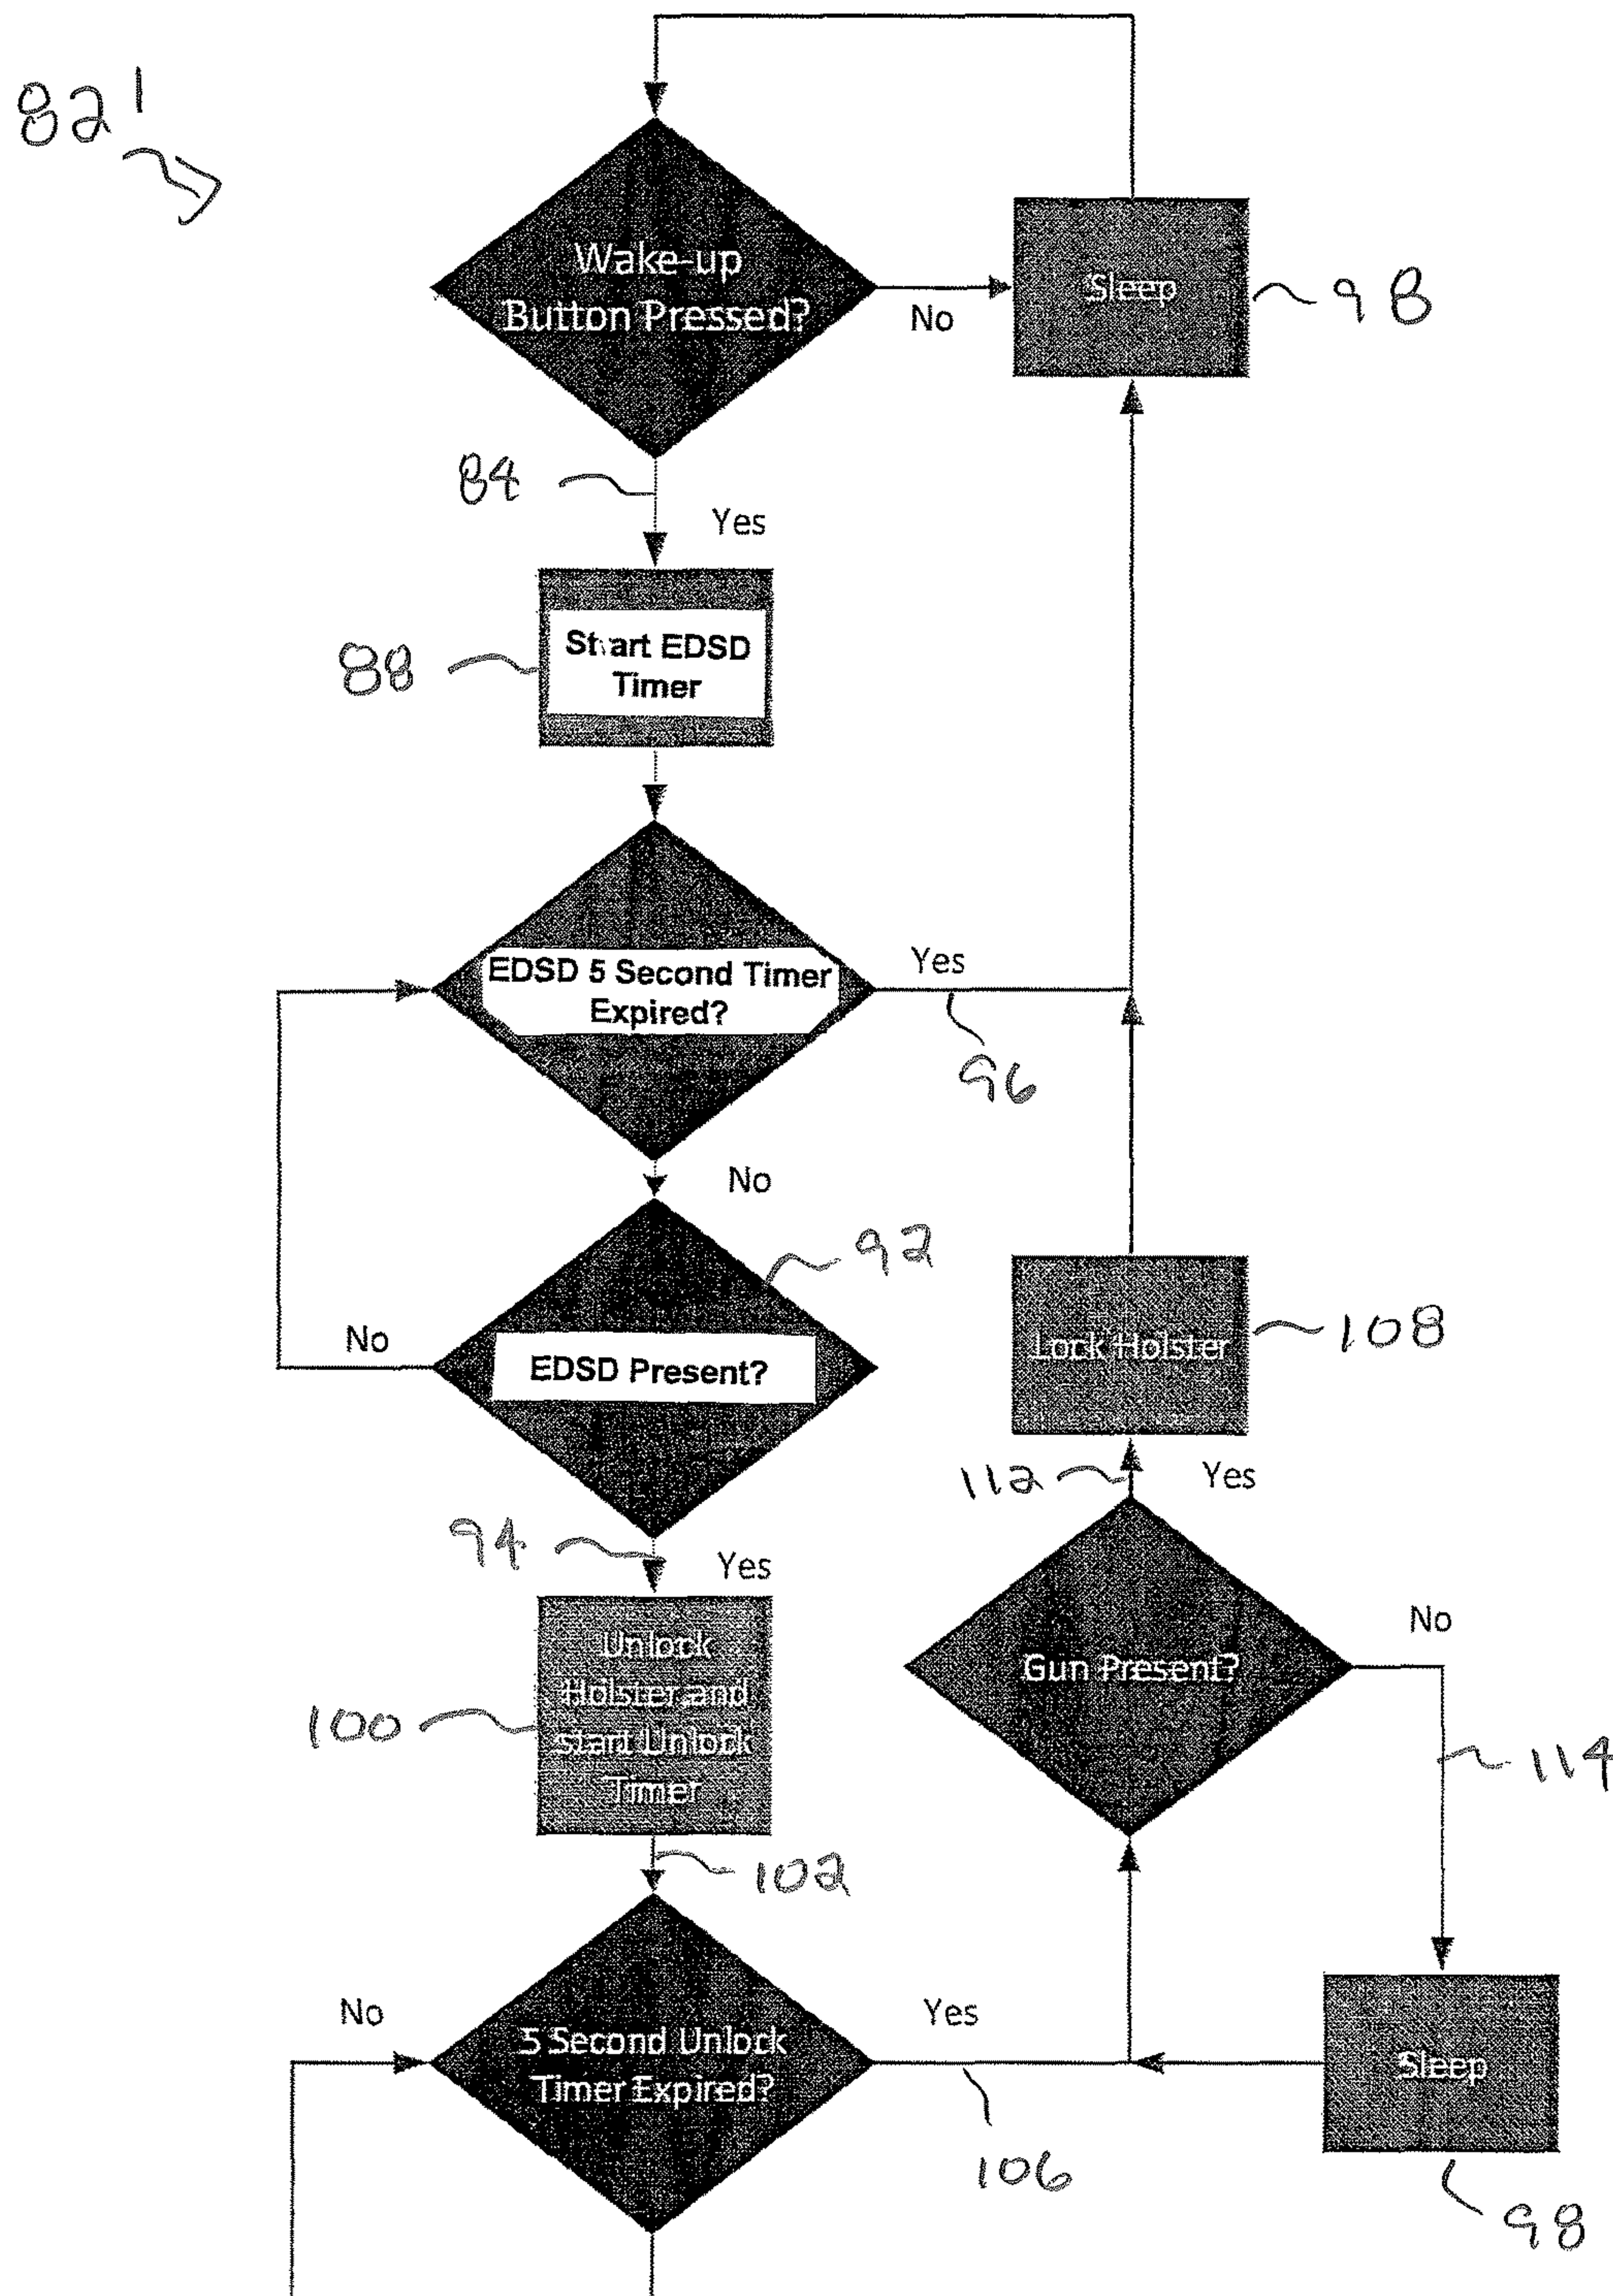 82'
Wake-up
Button Pressed?
No
Sleep
98
84
Yes
88
Start EDSD
Timer
EDSD 5 Second Timer
Expired?
Yes
96
No
92
EDSD Present?
No
Lock Holster
108
112
Yes
94
Yes
Unlock
Holster and
start Unlock
Timer
100
Gun Present?
No
114
102
No
5 Second Unlock
Timer Expired?
Yes
106
Sleep
98